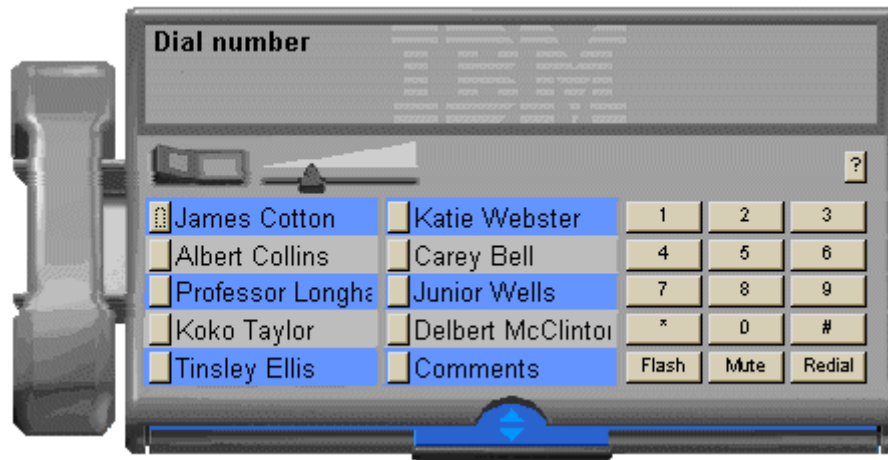 Dial number
IBM
?
James Cotton Katie Webster 1 2 3
Albert Collins Carey Bell 4 5 6
Professor Longha Junior Wells 7 8 9
Koko Taylor Delbert McClinton * 0 #
Tinsley Ellis Comments Flash Mute Redial